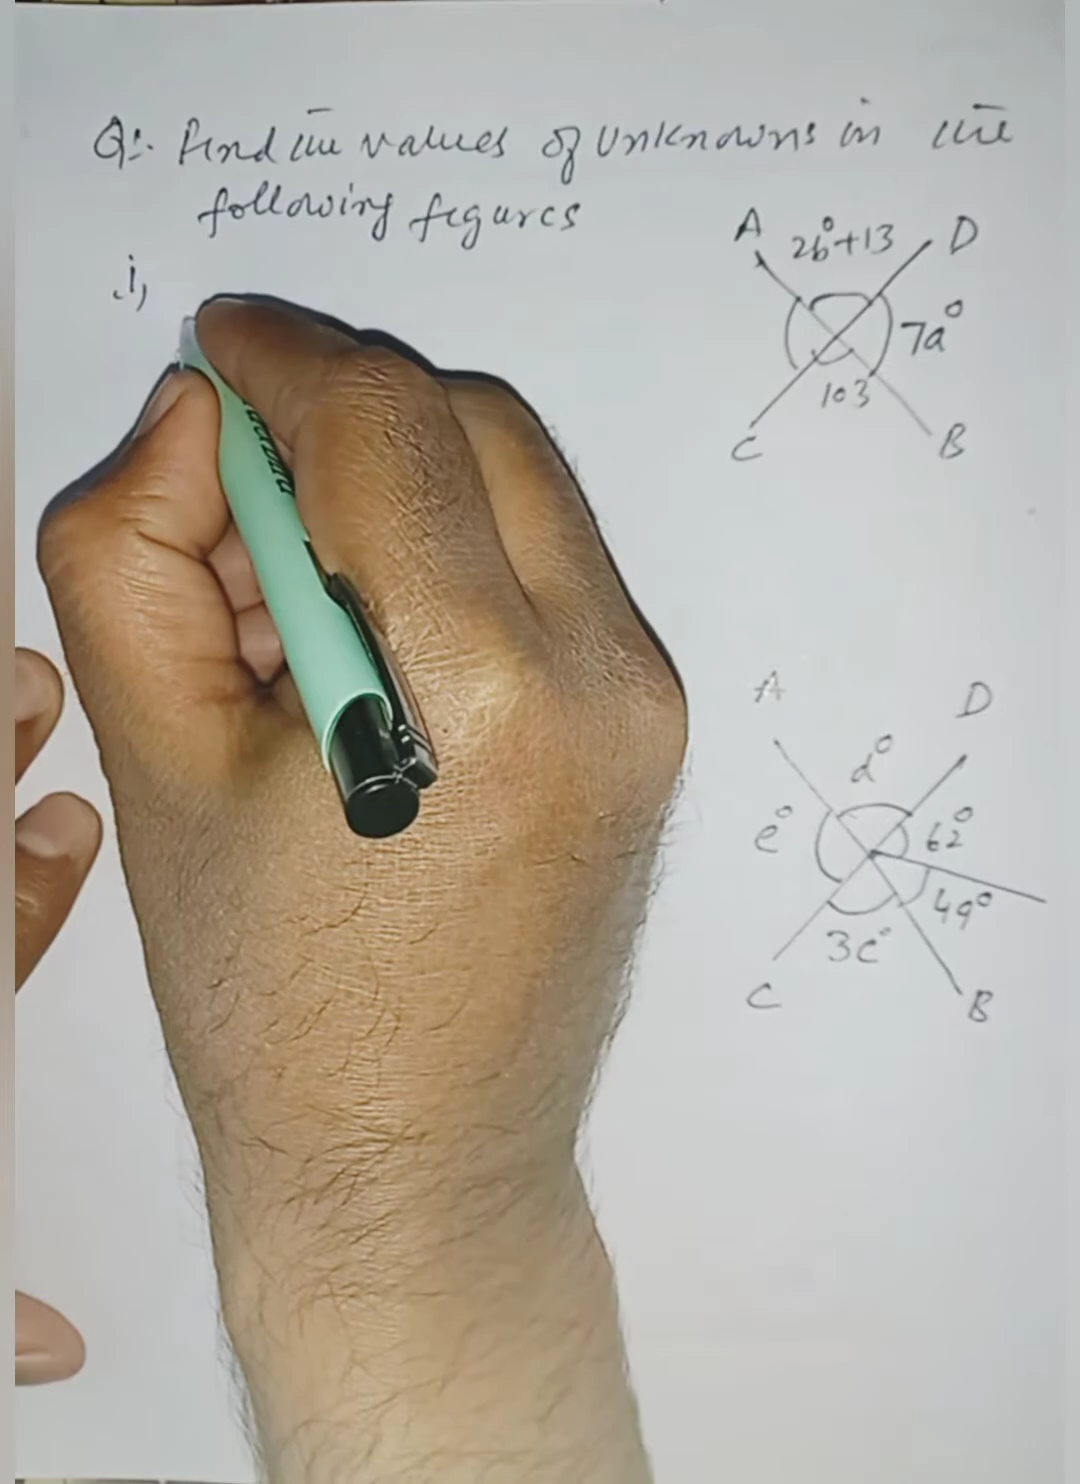 Q:- Find the values of unknowns in the
following figures
i,
A 2b°+13 D
7a°
103
C B
A D
d°
e° 62°
49°
3c°
C B